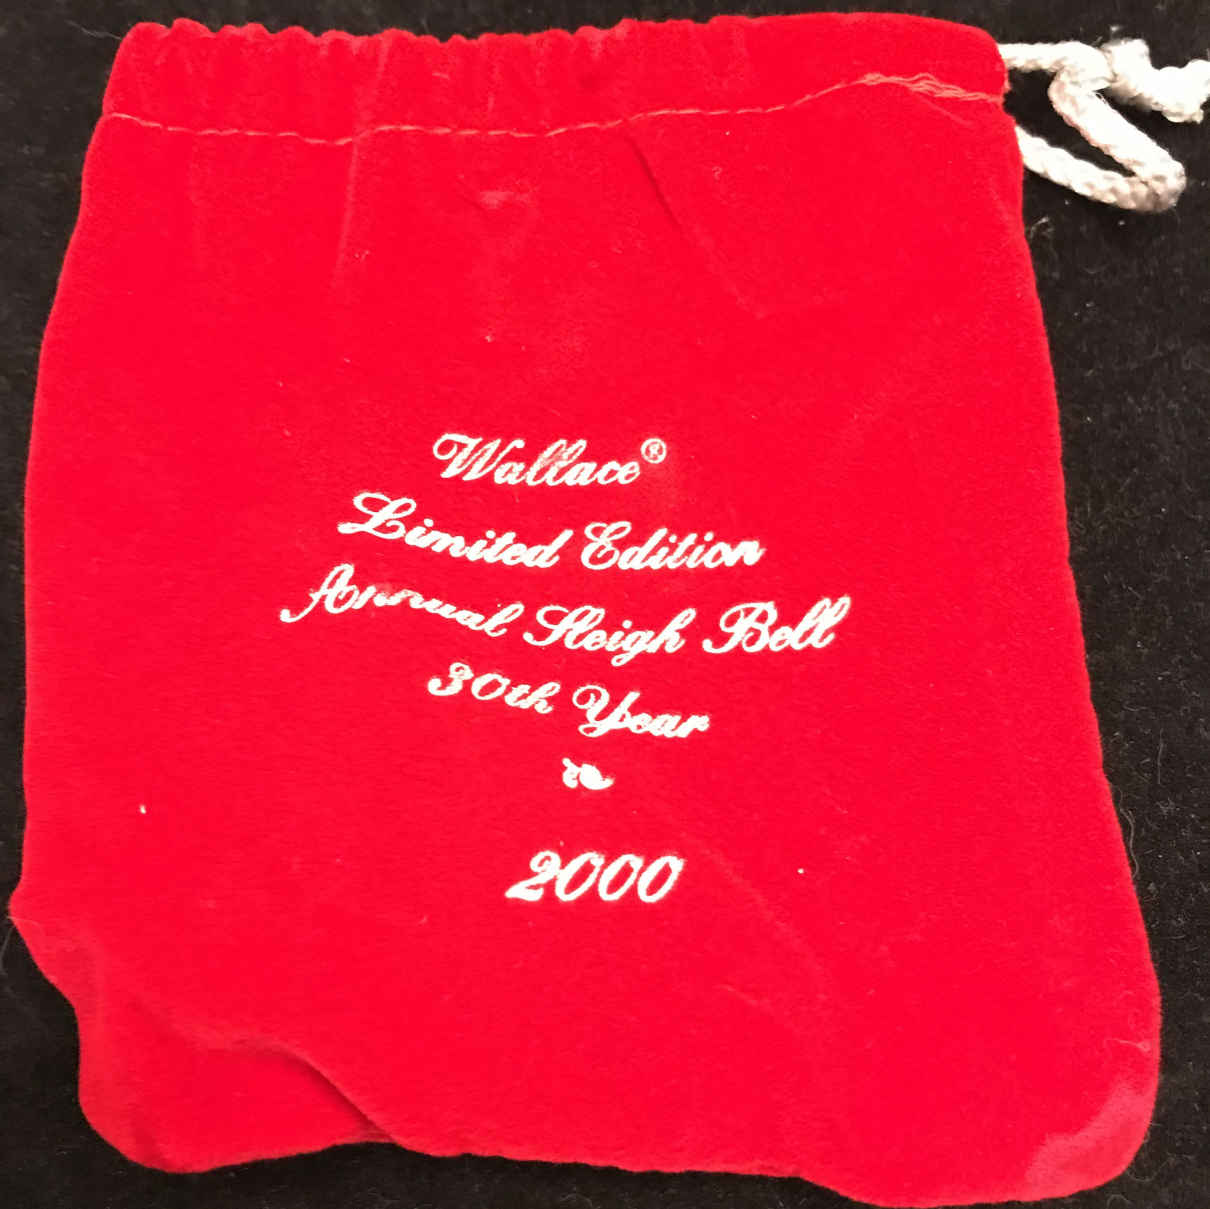 Wallace®
Limited Edition
Annual Sleigh Bell
30th Year
2000